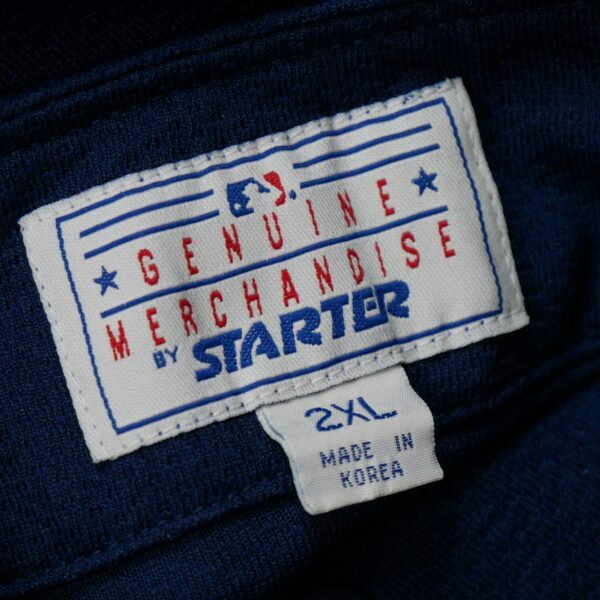 GENUINE
MERCHANDISE
BY STARTER
2XL
MADE IN
KOREA